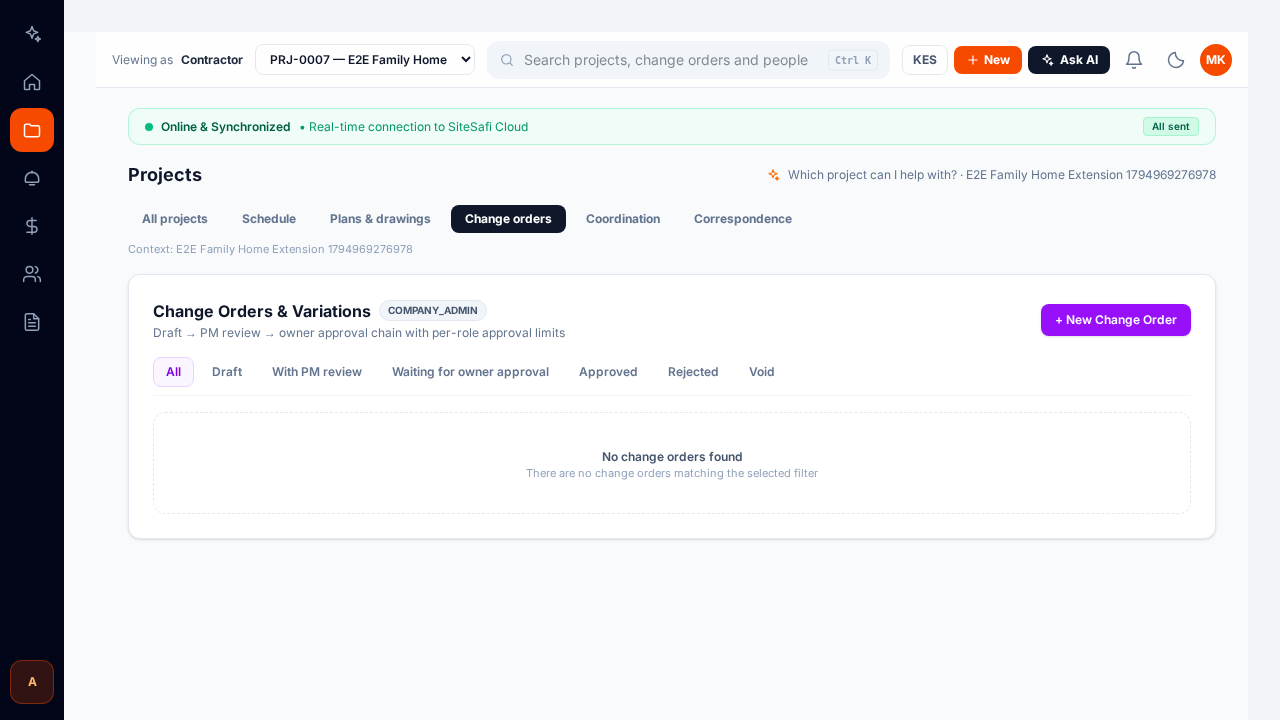 Viewing as Contractor PRJ-0007 — E2E Family Home Search projects, change orders and people Ctrl K KES + New Ask AI MK
Online & Synchronized • Real-time connection to SiteSafi Cloud All sent
Projects Which project can I help with? · E2E Family Home Extension 1794969276978
All projects Schedule Plans & drawings Change orders Coordination Correspondence
Context: E2E Family Home Extension 1794969276978
Change Orders & Variations COMPANY_ADMIN
Draft → PM review → owner approval chain with per-role approval limits
+ New Change Order
All Draft With PM review Waiting for owner approval Approved Rejected Void
No change orders found
There are no change orders matching the selected filter
A